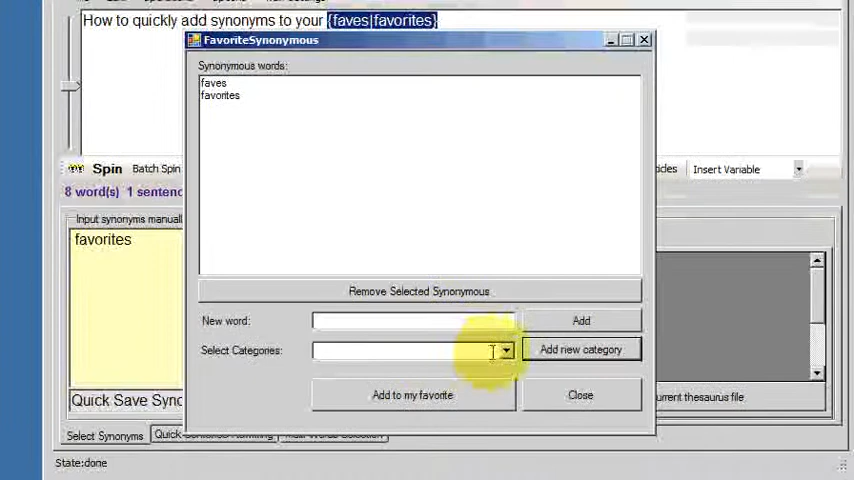 How to quickly add synonyms to your {faves|favorites}
FavoriteSynonymous
Synonymous words:
faves
favorites
Spin Batch Spin
Insert Variable
8 word(s) 1 sentenc
Input synonyms manuall
favorites
Remove Selected Synonymous
New word:
Add
Select Categories:
Add new category
Add to my favorite
Close
Quick Save Sync
urrent thesaurus file
Select Synonyms
State:done